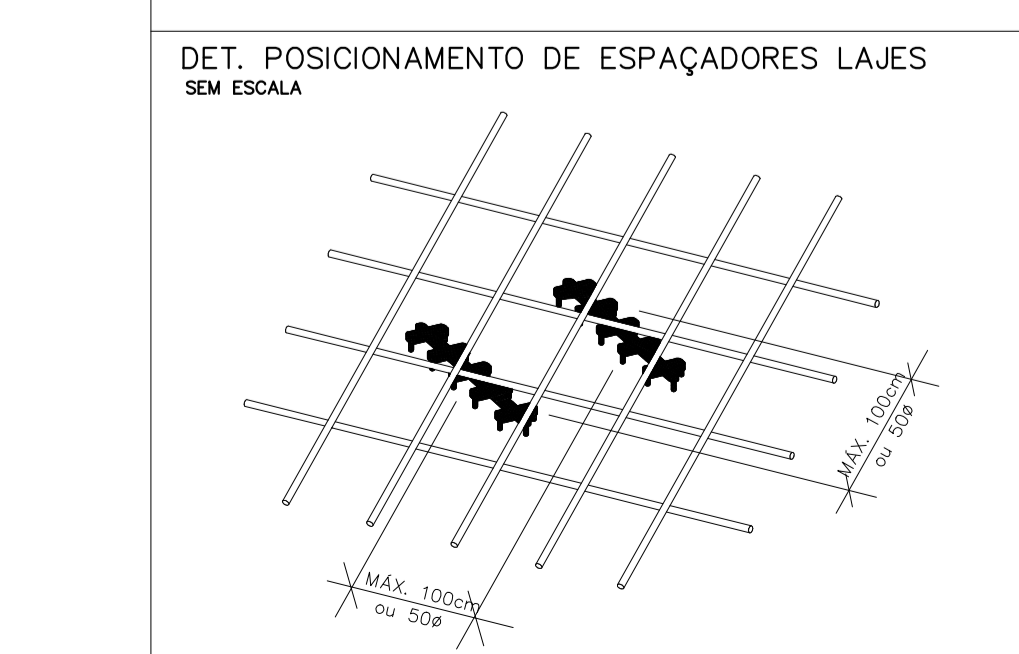 DET. POSICIONAMENTO DE ESPAÇADORES LAJES
SEM ESCALA
MÁX. 100cm
ou 50ø
MÁX. 100cm
ou 50ø